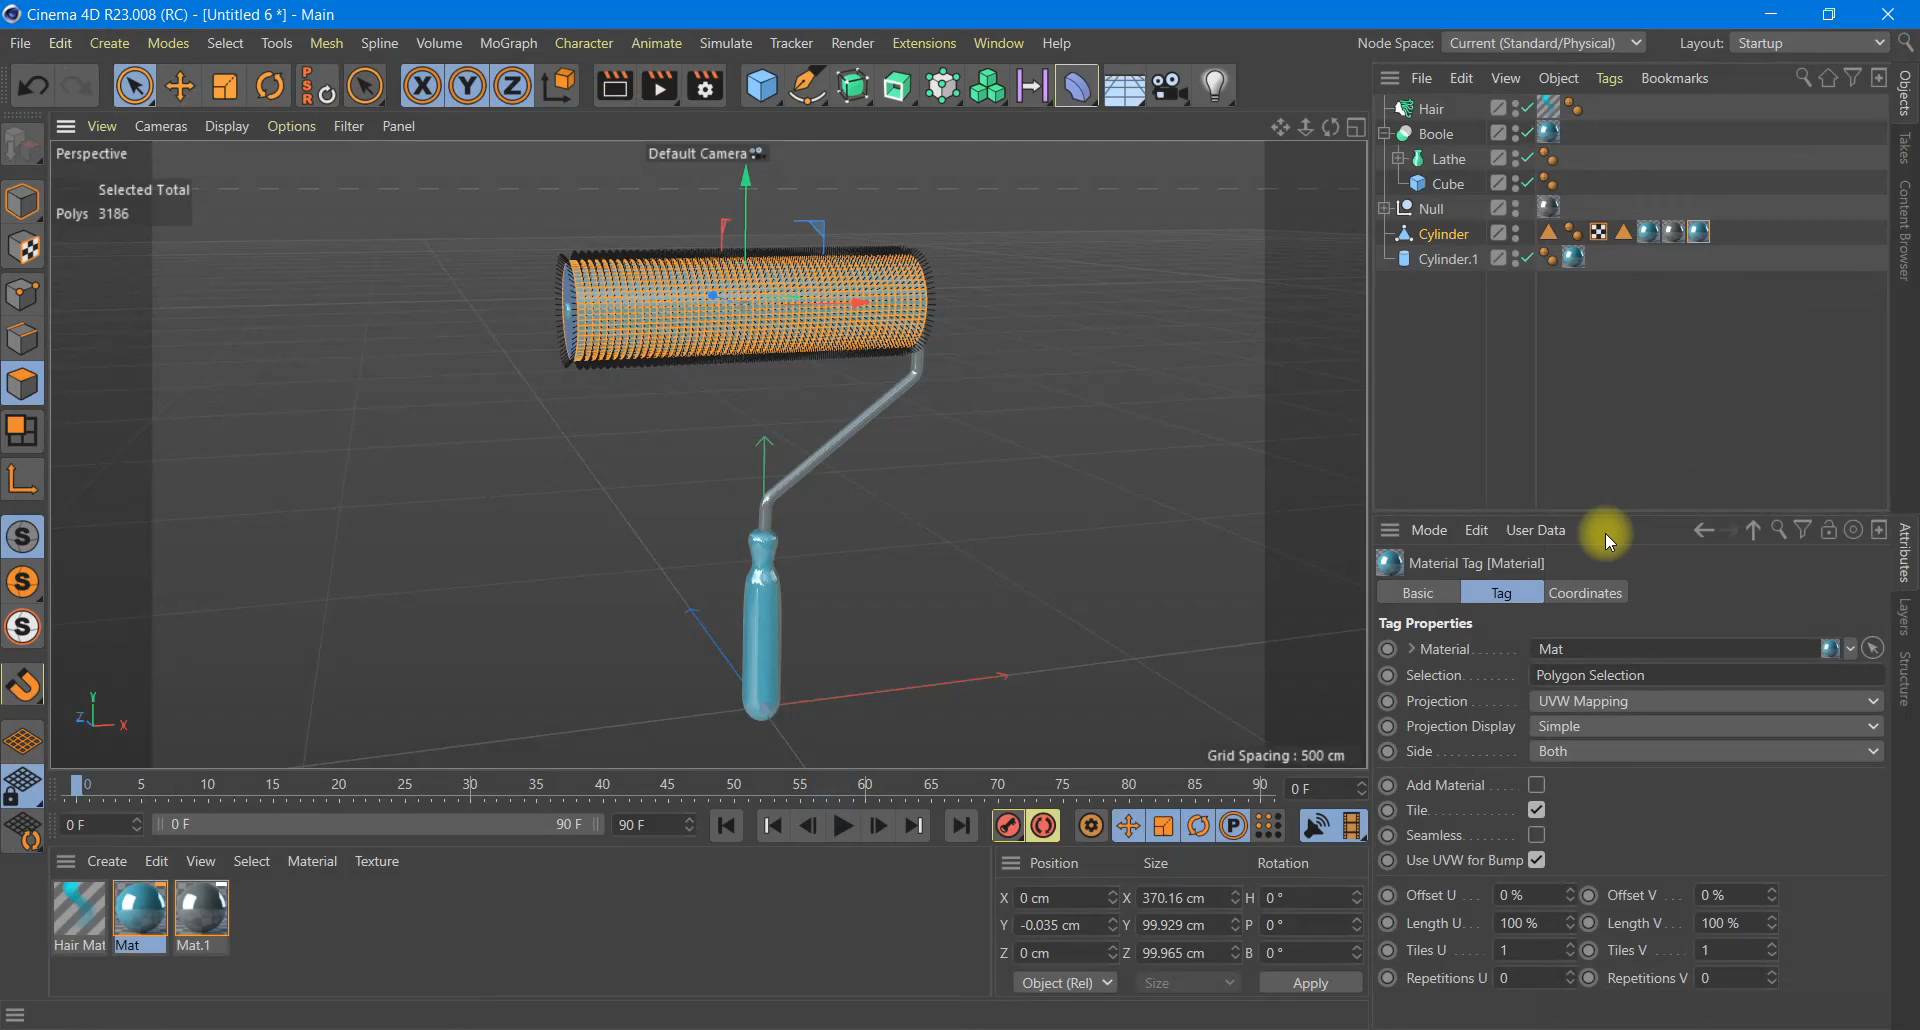 Cinema 4D R23.008 (RC) - [Untitled 6 *] - Main
File Edit Create Modes Select Tools Mesh Spline Volume MoGraph Character Animate Simulate Tracker Render Extensions Window Help
Node Space: Current (Standard/Physical) Layout: Startup
P S R X Y Z
File Edit View Object Tags Bookmarks
View Cameras Display Options Filter Panel
Perspective
Default Camera
Selected Total
Polys 3186
Hair
Boole
Lathe
Cube
Null
Cylinder
Cylinder.1
Objects
Takes
Content Browser
S
S
S
Y
Z X
Grid Spacing : 500 cm
Mode Edit User Data
Material Tag [Material]
Basic Tag Coordinates
Tag Properties
Material....... Mat
Selection........ Polygon Selection
Projection ....... UVW Mapping
Projection Display Simple
Side ............ Both
Add Material .....
Tile..............
Seamless.......
Use UVW for Bump
Offset U ... 0 % Offset V ... 0 %
Length U.... 100 % Length V.... 100 %
Tiles U ..... 1 Tiles V ..... 1
Repetitions U 0 Repetitions V 0
Attributes
Layers
Structure
0 5 10 15 20 25 30 35 40 45 50 55 60 65 70 75 80 85 90 0 F
0 F 0 F 90 F 90 F P
Create Edit View Select Material Texture
Hair Mat Mat Mat.1
Position Size Rotation
X 0 cm X 370.16 cm H 0 °
Y -0.035 cm Y 99.929 cm P 0 °
Z 0 cm Z 99.965 cm B 0 °
Object (Rel) Size Apply